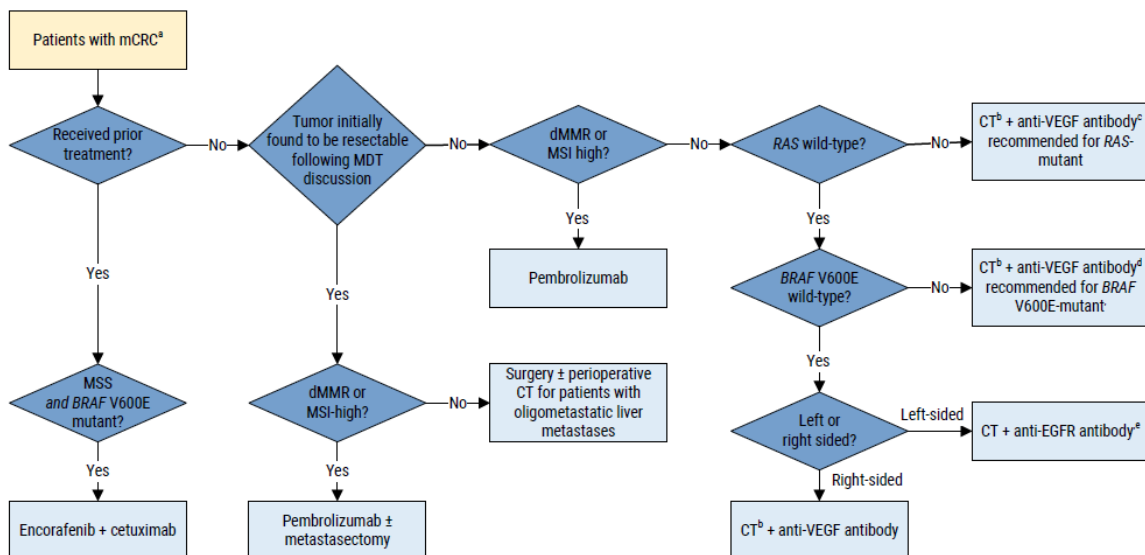 Patients with mCRCᵃ
Received prior
treatment?
No
Tumor initially
found to be resectable
following MDT
discussion
No
dMMR or
MSI high?
No
RAS wild-type?
No
CTᵇ + anti-VEGF antibodyᶜ
recommended for RAS-
mutant
Yes
Pembrolizumab
Yes
BRAF V600E
wild-type?
No
CTᵇ + anti-VEGF antibodyᵈ
recommended for BRAF
V600E-mutant
Yes
Yes
Yes
MSS
and BRAF V600E
mutant?
dMMR or
MSI-high?
No
Surgery ± perioperative
CT for patients with
oligometastatic liver
metastases
Left or
right sided?
Left-sided
CT + anti-EGFR antibodyᵉ
Yes
Yes
Right-sided
Encorafenib + cetuximab
Pembrolizumab ±
metastasectomy
CTᵇ + anti-VEGF antibody